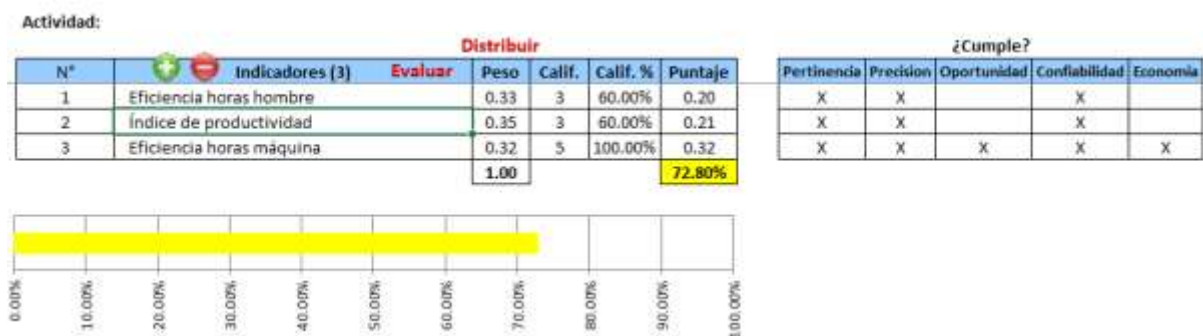 Actividad:
Distribuir ¿Cumple?
N° Indicadores (3) Evaluar Peso Calif. Calif. % Puntaje Pertinencia Precision Oportunidad Confiabilidad Economia
1 Eficiencia horas hombre 0.33 3 60.00% 0.20 X X X
2 Índice de productividad 0.35 3 60.00% 0.21 X X X
3 Eficiencia horas máquina 0.32 5 100.00% 0.32 X X X X X
1.00 72.80%
0.00% 10.00% 20.00% 30.00% 40.00% 50.00% 60.00% 70.00% 80.00% 90.00% 100.00%